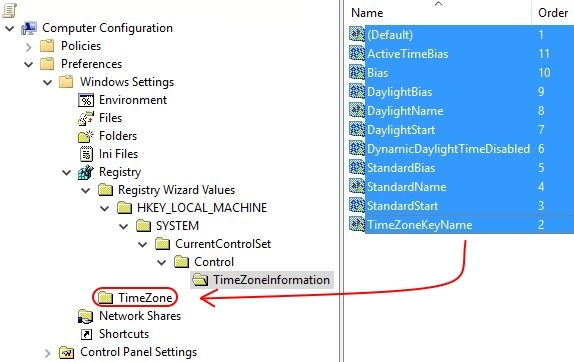 Computer Configuration
Policies
Preferences
Windows Settings
Environment
Files
Folders
Ini Files
Registry
Registry Wizard Values
HKEY_LOCAL_MACHINE
SYSTEM
CurrentControlSet
Control
TimeZoneInformation
TimeZone
Network Shares
Shortcuts
Control Panel Settings
Name Order
(Default) 1
ActiveTimeBias 11
Bias 10
DaylightBias 9
DaylightName 8
DaylightStart 7
DynamicDaylightTimeDisabled 6
StandardBias 5
StandardName 4
StandardStart 3
TimeZoneKeyName 2